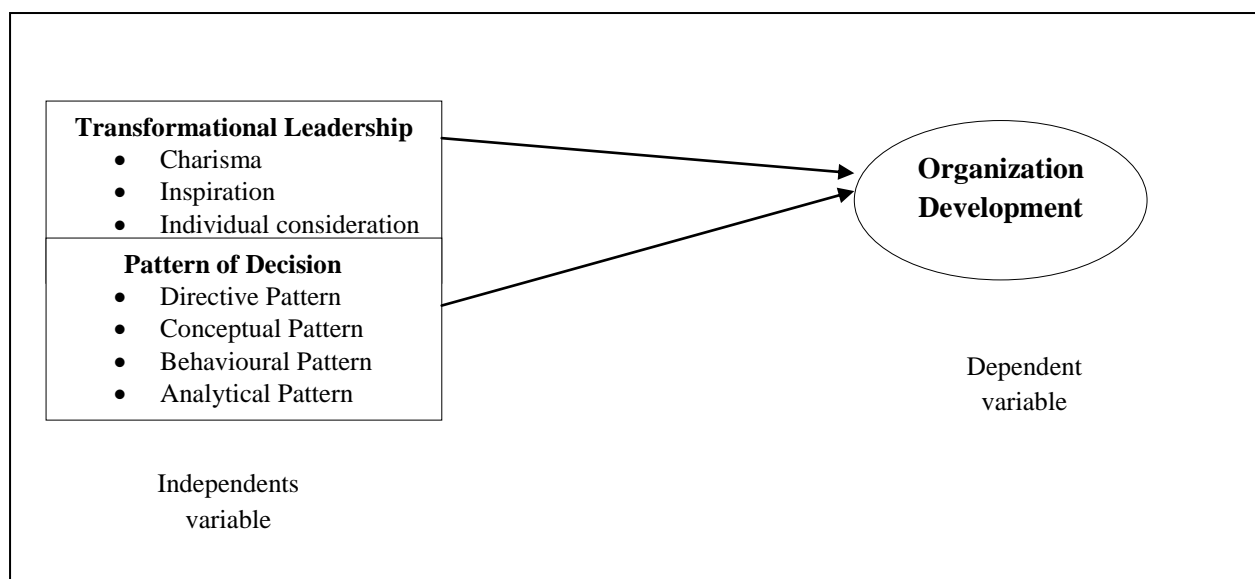 Transformational Leadership
• Charisma
• Inspiration
• Individual consideration
Pattern of Decision
• Directive Pattern
• Conceptual Pattern
• Behavioural Pattern
• Analytical Pattern
Independents
variable
Organization
Development
Dependent
variable